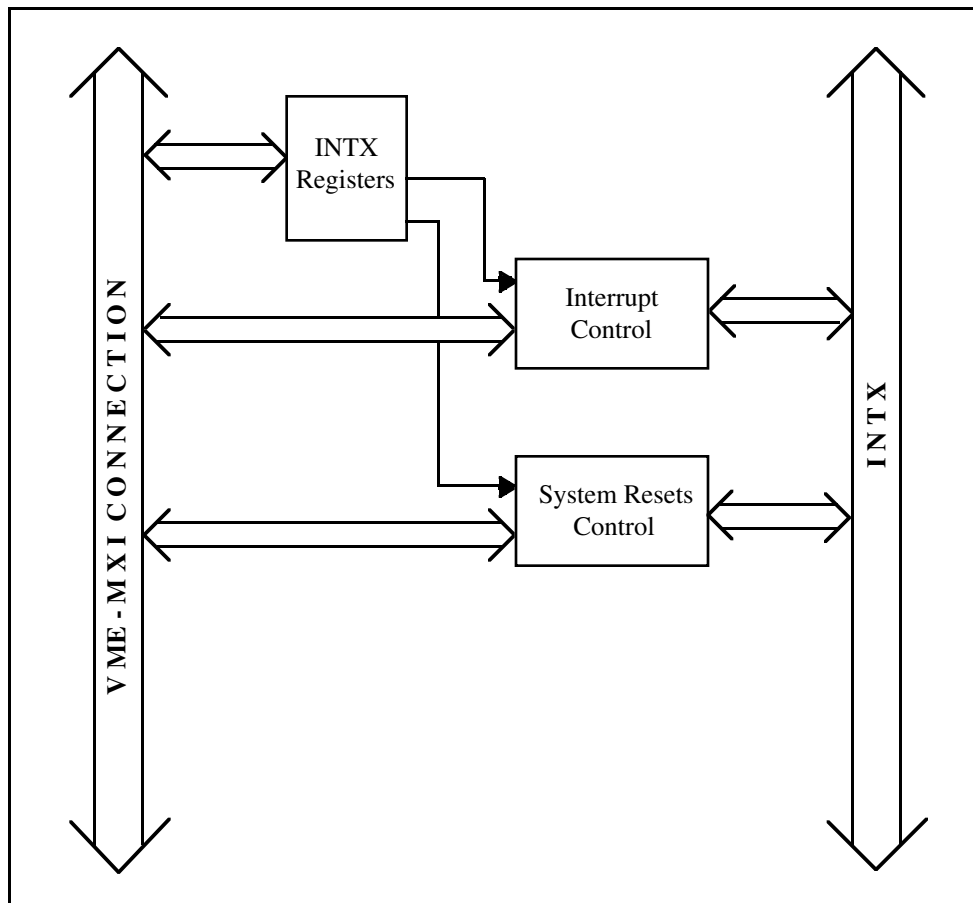 INTX
Registers
Interrupt
Control
System Resets
Control
VME-MXI CONNECTION
INTX